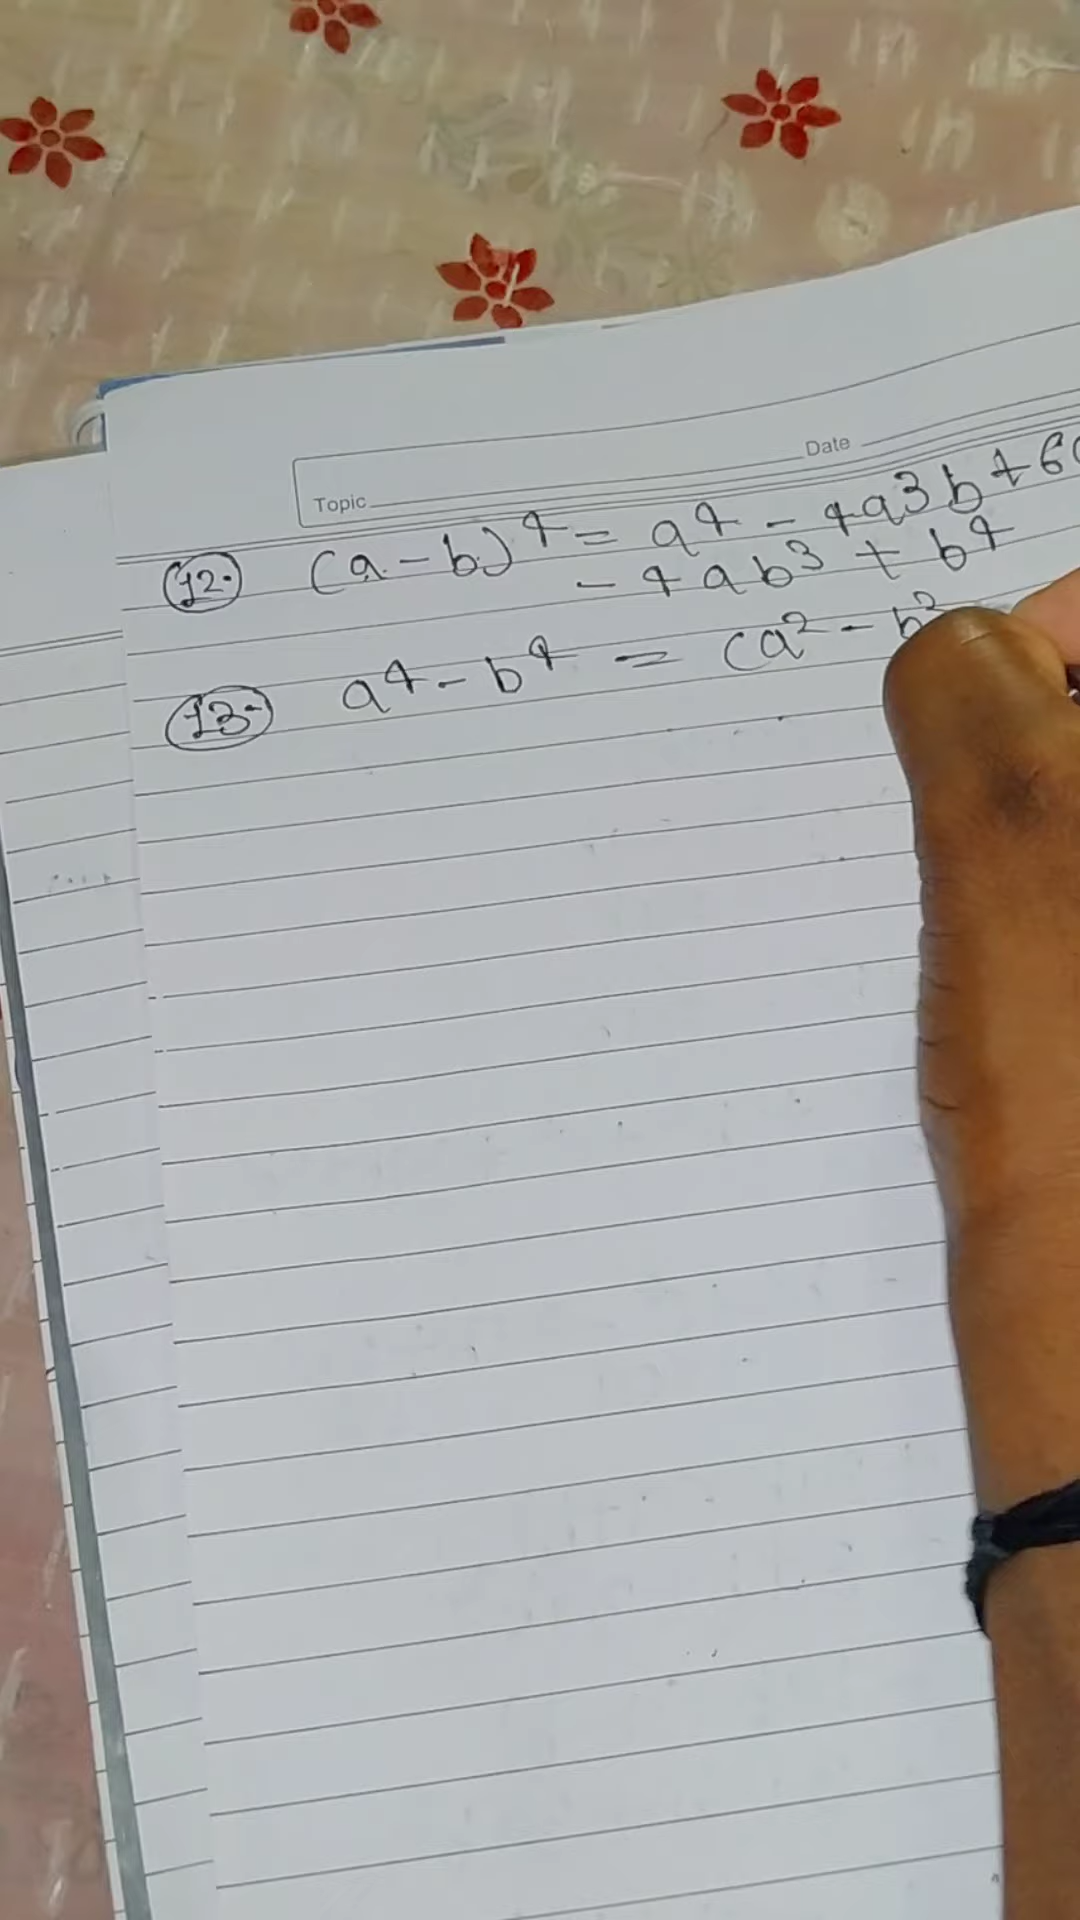 Topic Date
12. (a - b)⁴ = a⁴ - 4a³b + 6
- 4ab³ + b⁴
13. a⁴ - b⁴ = (a² - b²